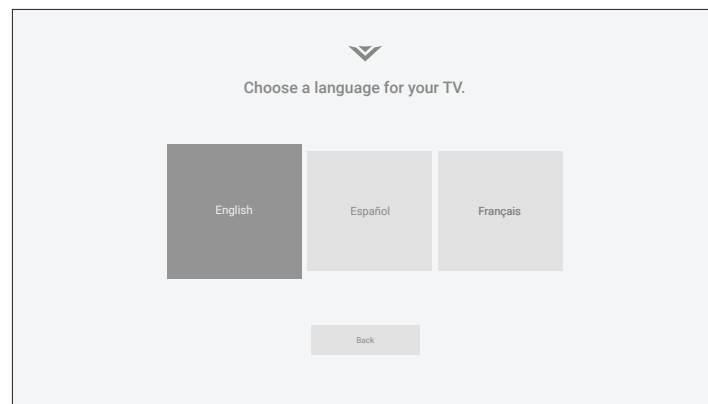 Choose a language for your TV.
English
Español
Français
Back